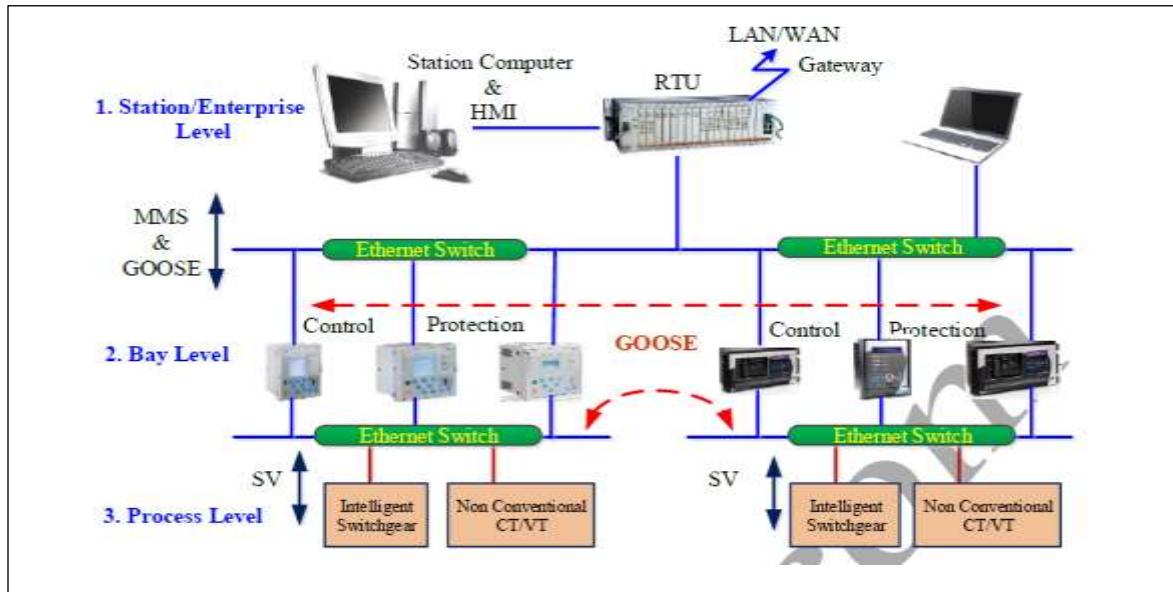 LAN/WAN
Station Computer
&
HMI
RTU
Gateway
1. Station/Enterprise
Level
MMS
&
GOOSE
Ethernet Switch
Ethernet Switch
Control
Protection
GOOSE
Control
Protection
2. Bay Level
Ethernet Switch
Ethernet Switch
SV
SV
3. Process Level
Intelligent
Switchgear
Non Conventional
CT/VT
Intelligent
Switchgear
Non Conventional
CT/VT